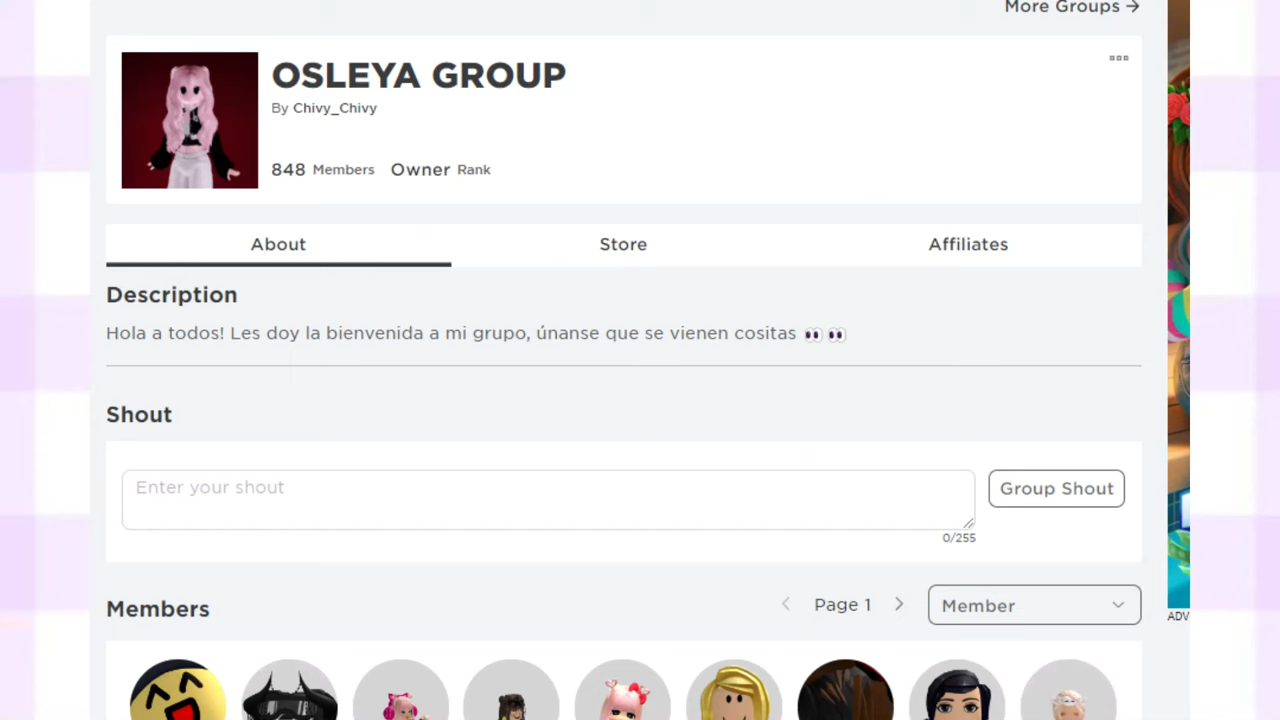 More Groups →
OSLEYA GROUP
By Chivy_Chivy
848 Members Owner Rank
About Store Affiliates
Description
Hola a todos! Les doy la bienvenida a mi grupo, únanse que se vienen cositas 👀 👀
Shout
Enter your shout
Group Shout
0/255
Members
Page 1
Member
ADV